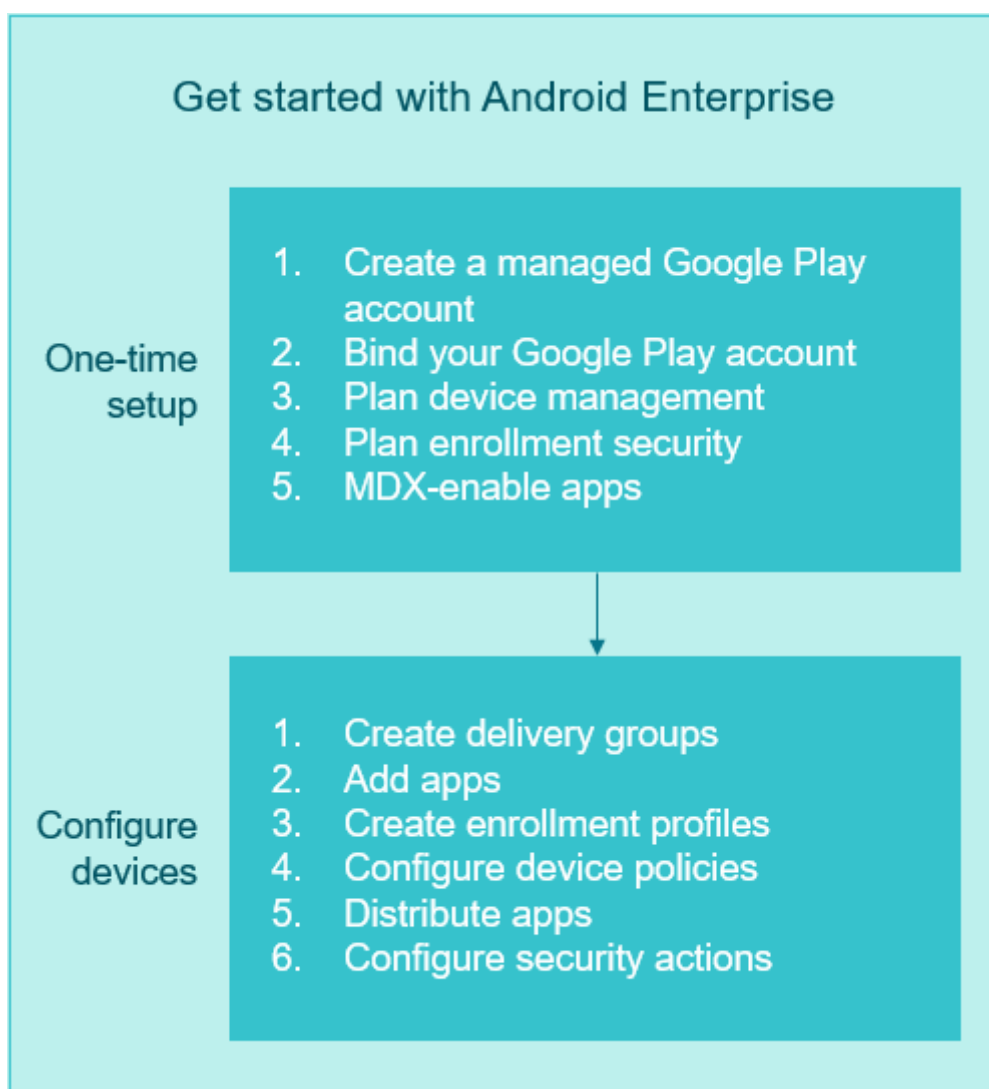 Get started with Android Enterprise
One-time
setup
1. Create a managed Google Play
account
2. Bind your Google Play account
3. Plan device management
4. Plan enrollment security
5. MDX-enable apps
Configure
devices
1. Create delivery groups
2. Add apps
3. Create enrollment profiles
4. Configure device policies
5. Distribute apps
6. Configure security actions